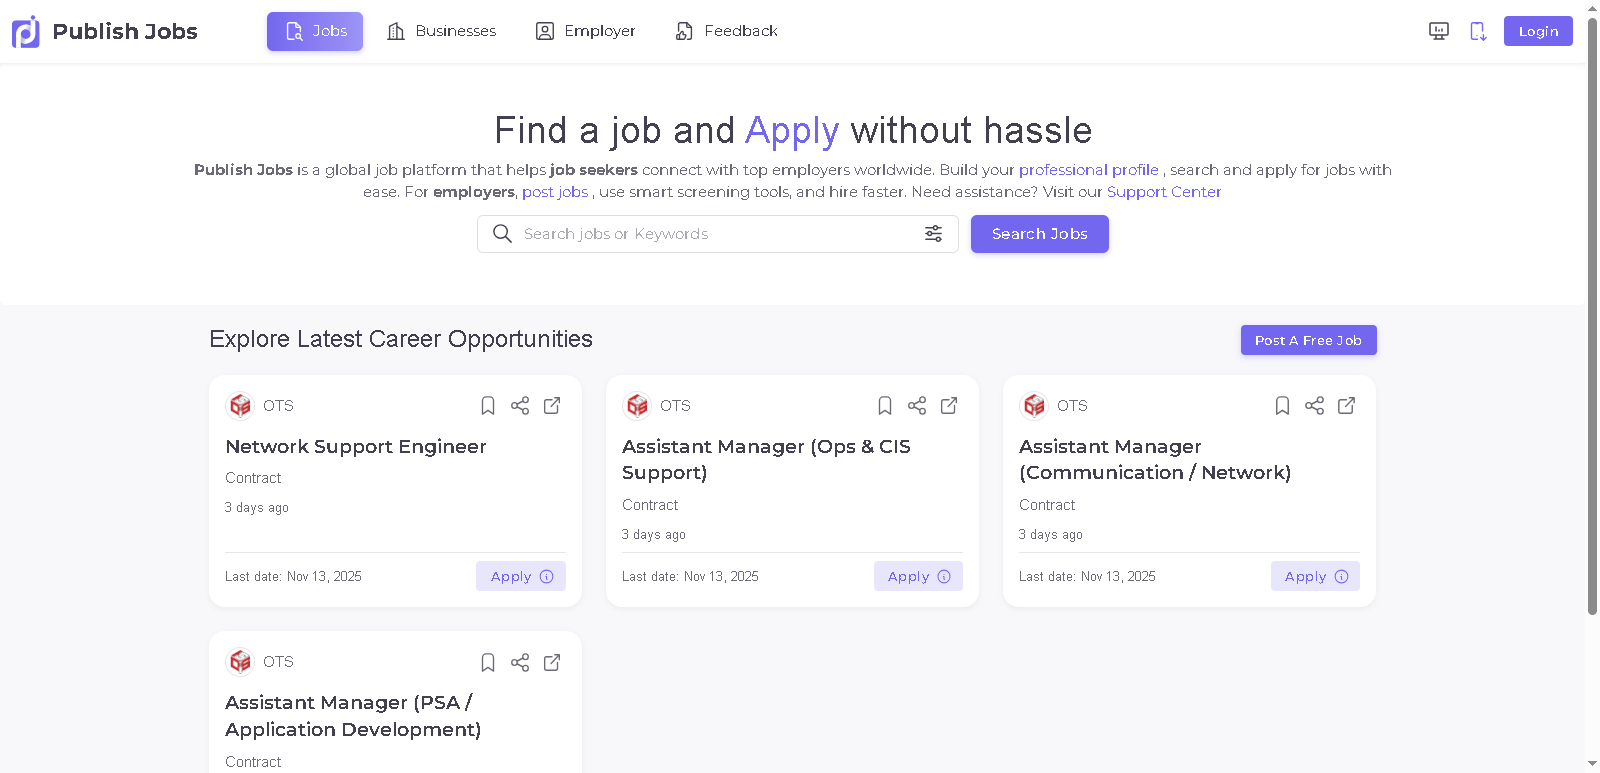 Publish Jobs
Jobs
Businesses
Employer
Feedback
Login
Find a job and Apply without hassle
Publish Jobs is a global job platform that helps job seekers connect with top employers worldwide. Build your professional profile , search and apply for jobs with
ease. For employers, post jobs , use smart screening tools, and hire faster. Need assistance? Visit our Support Center
Search jobs or Keywords
Search Jobs
Explore Latest Career Opportunities
Post A Free Job
OTS
Network Support Engineer
Contract
3 days ago
Last date: Nov 13, 2025
Apply
OTS
Assistant Manager (Ops & CIS
Support)
Contract
3 days ago
Last date: Nov 13, 2025
Apply
OTS
Assistant Manager
(Communication / Network)
Contract
3 days ago
Last date: Nov 13, 2025
Apply
OTS
Assistant Manager (PSA /
Application Development)
Contract